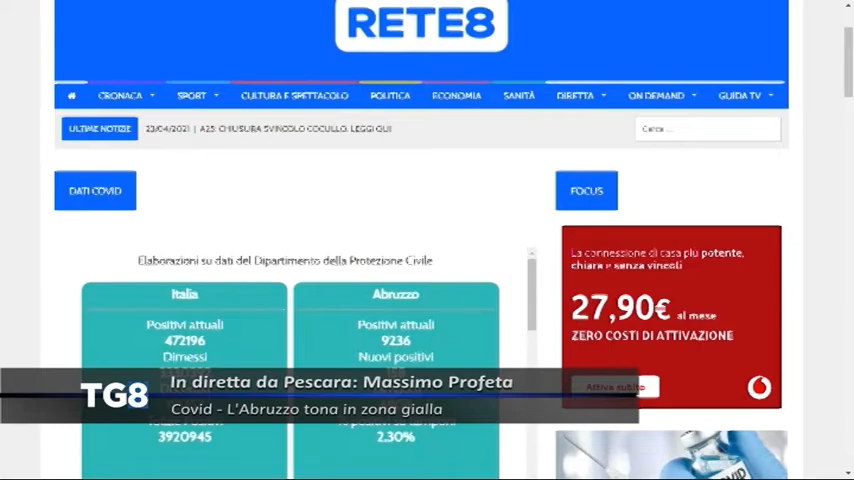 RETE8
CRONACA SPORT CULTURA E SPETTACOLO POLITICA ECONOMIA SANITÀ DIRETTA ON DEMAND GUIDA TV
ULTIME NOTIZIE 23/04/2021 | A25: CHIUSURA SVINCOLO COCULLO. LEGGI QUI
Cerca ...
DATI COVID
FOCUS
Elaborazioni su dati del Dipartimento della Protezione Civile
Italia
Positivi attuali
472196
Dimessi
3920945
Abruzzo
Positivi attuali
9236
Nuovi positivi
2.30%
La connessione di casa più potente,
chiara e senza vincoli
27,90€ al mese
ZERO COSTI DI ATTIVAZIONE
Attiva subito
TG8
In diretta da Pescara: Massimo Profeta
Covid - L'Abruzzo tona in zona gialla